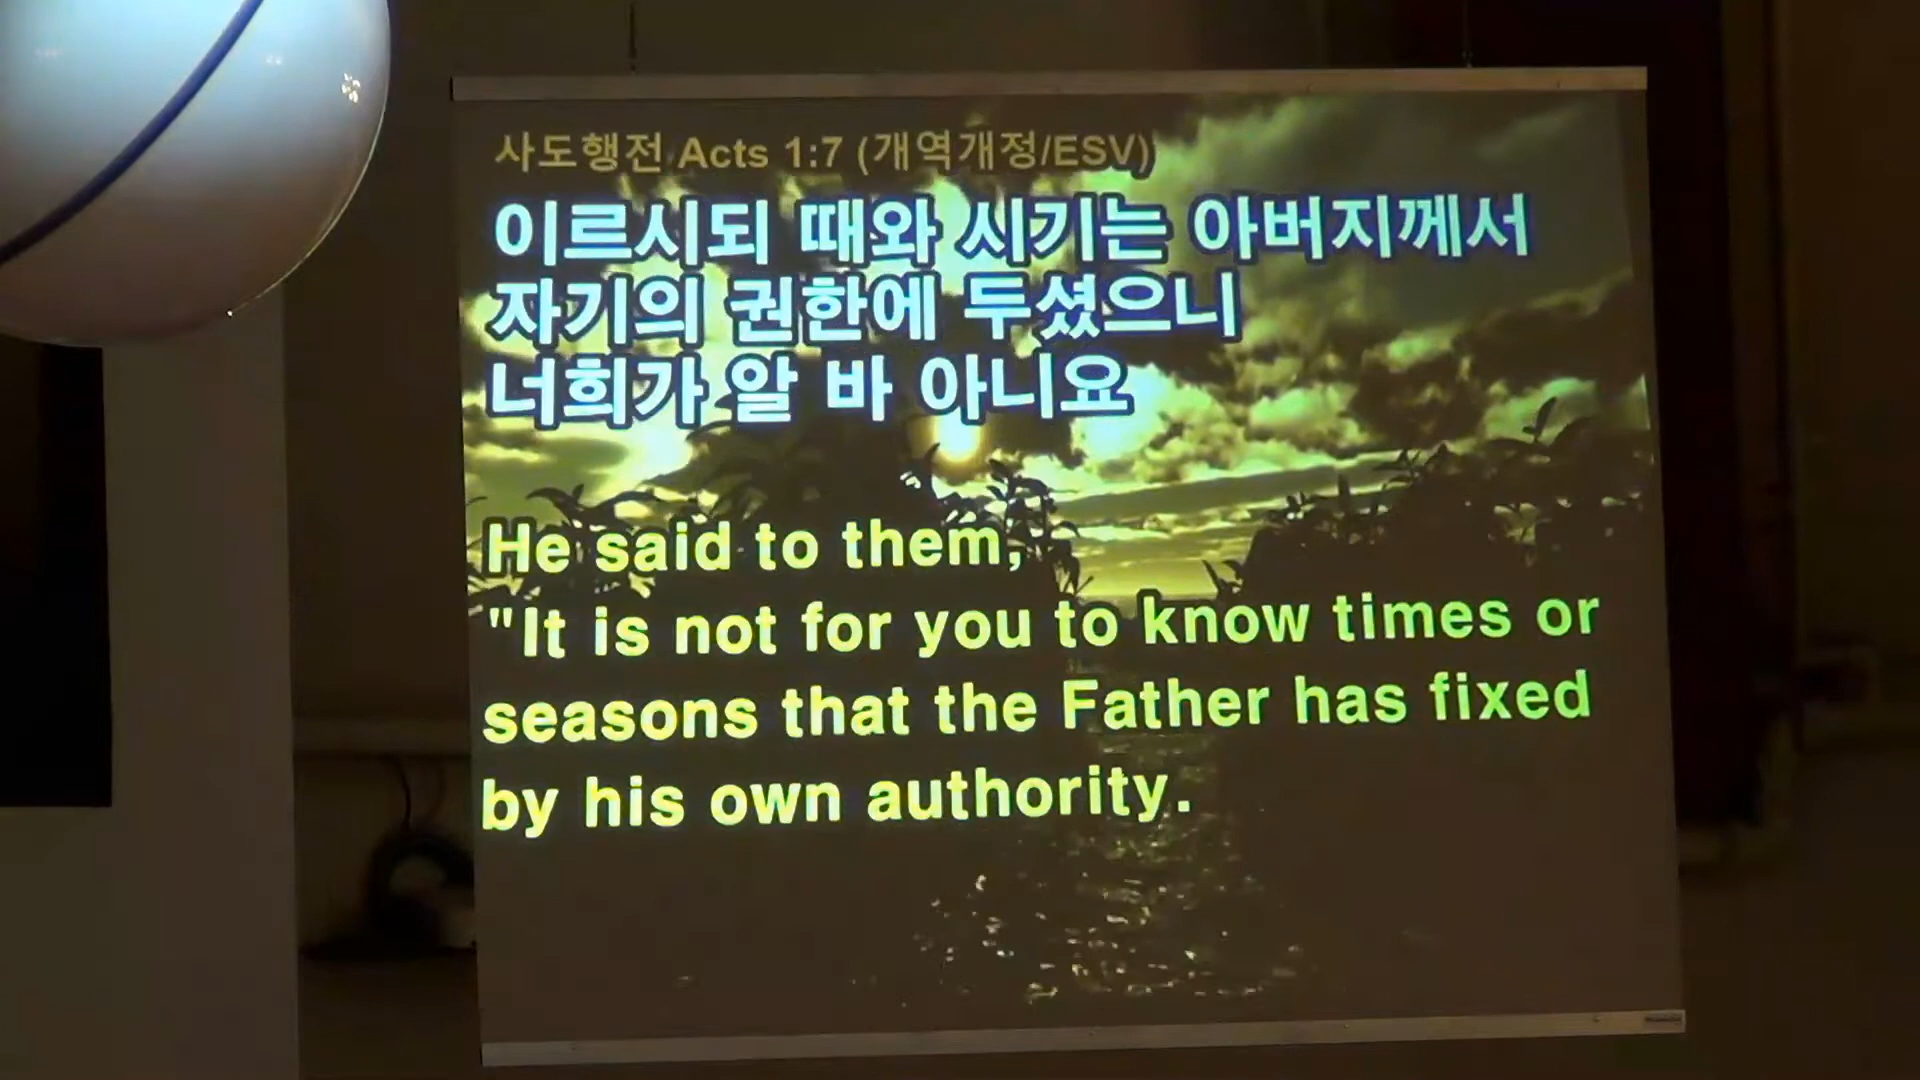 사도행전 Acts 1:7 (개역개정/ESV)
이르시되 때와 시기는 아버지께서
자기의 권한에 두셨으니
너희가 알 바 아니요
He said to them,
"It is not for you to know times or
seasons that the Father has fixed
by his own authority.